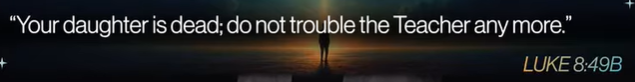 “Your daughter is dead; do not trouble the Teacher any more.”
LUKE 8:49B